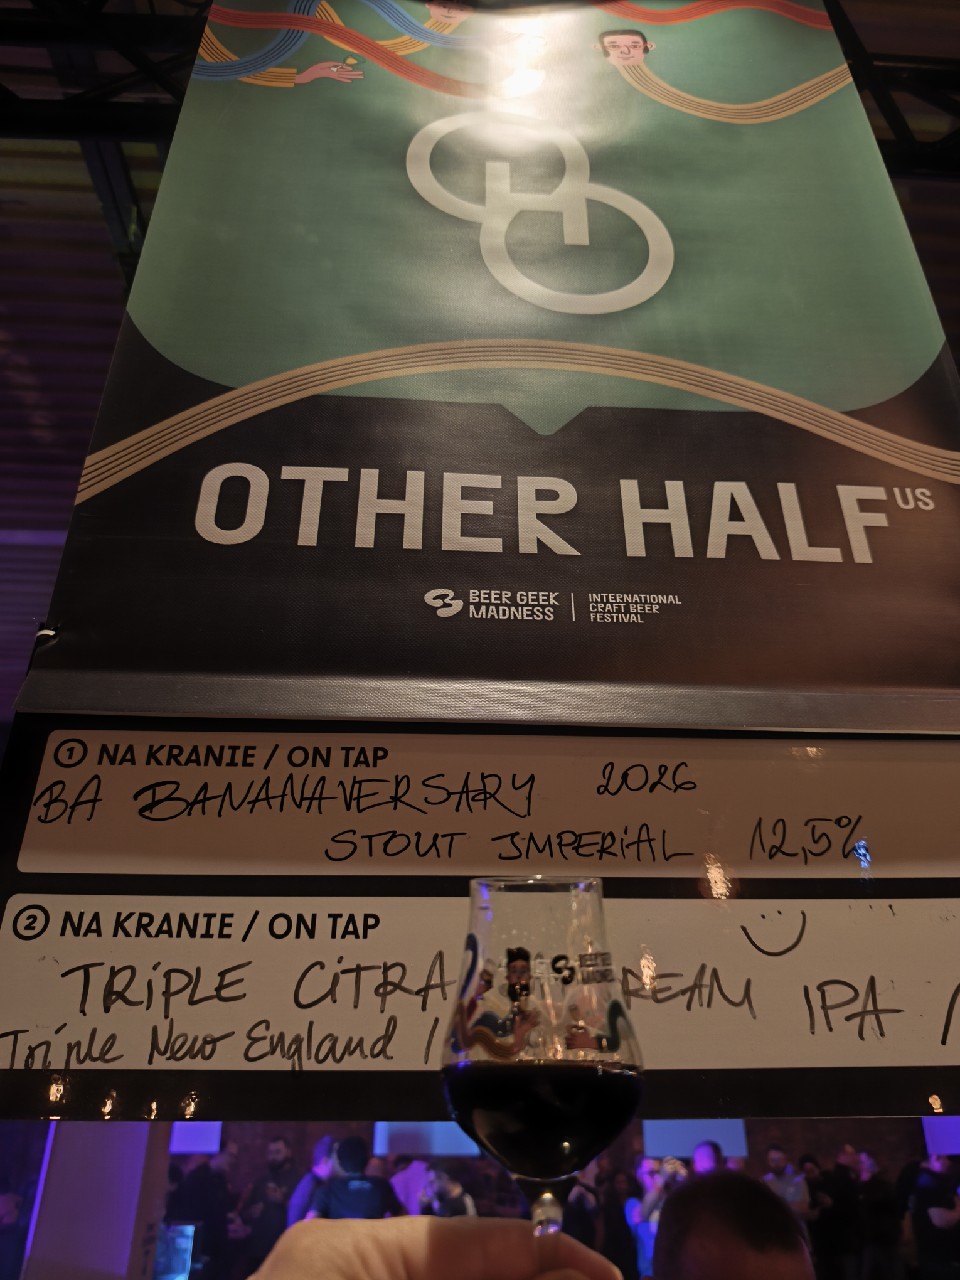 OTHER HALF US
BEER GEEK MADNESS
INTERNATIONAL CRAFT BEER FESTIVAL
1 NA KRANIE / ON TAP
BA BANANAVERSARY 2026
STOUT IMPERIAL 12,5%
2 NA KRANIE / ON TAP
TRiPLE CiTRA REAM IPA /
Triple New England /